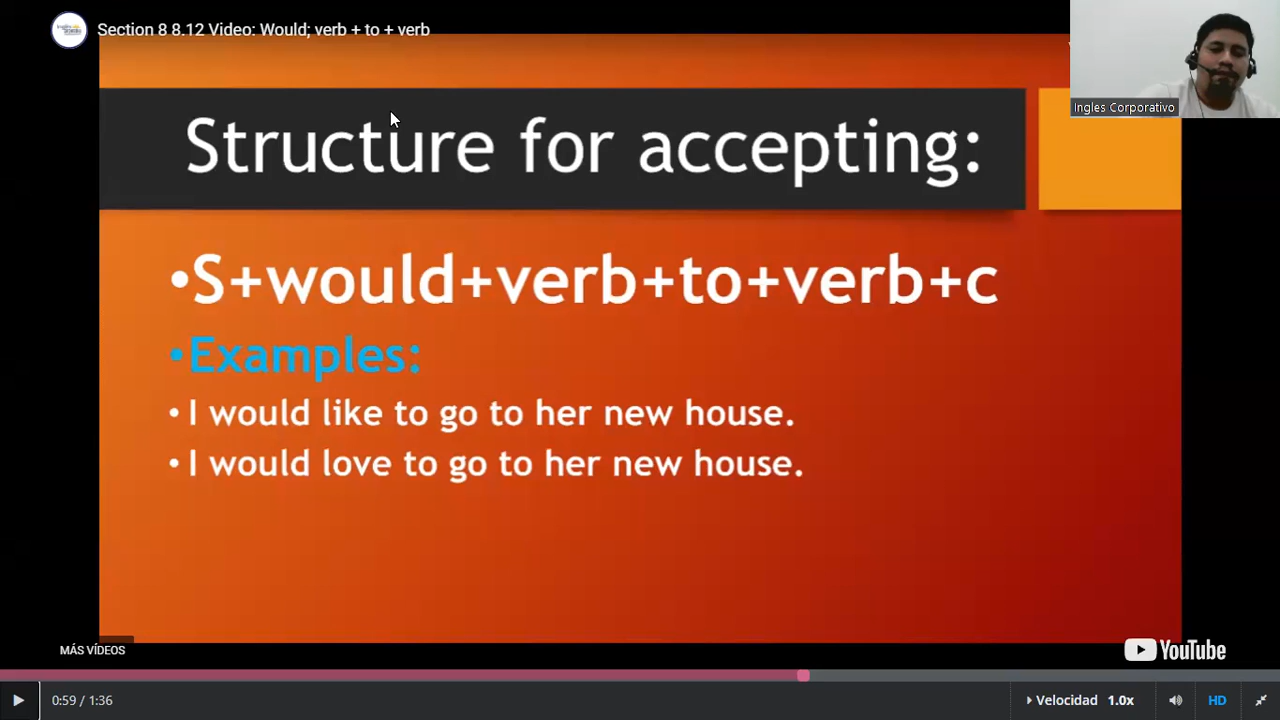 Section 8 8.12 Video: Would; verb + to + verb
Ingles Corporativo
Structure for accepting:
•S+would+verb+to+verb+c
•Examples:
• I would like to go to her new house.
• I would love to go to her new house.
MÁS VÍDEOS
YouTube
0:59 / 1:36
Velocidad 1.0x
HD